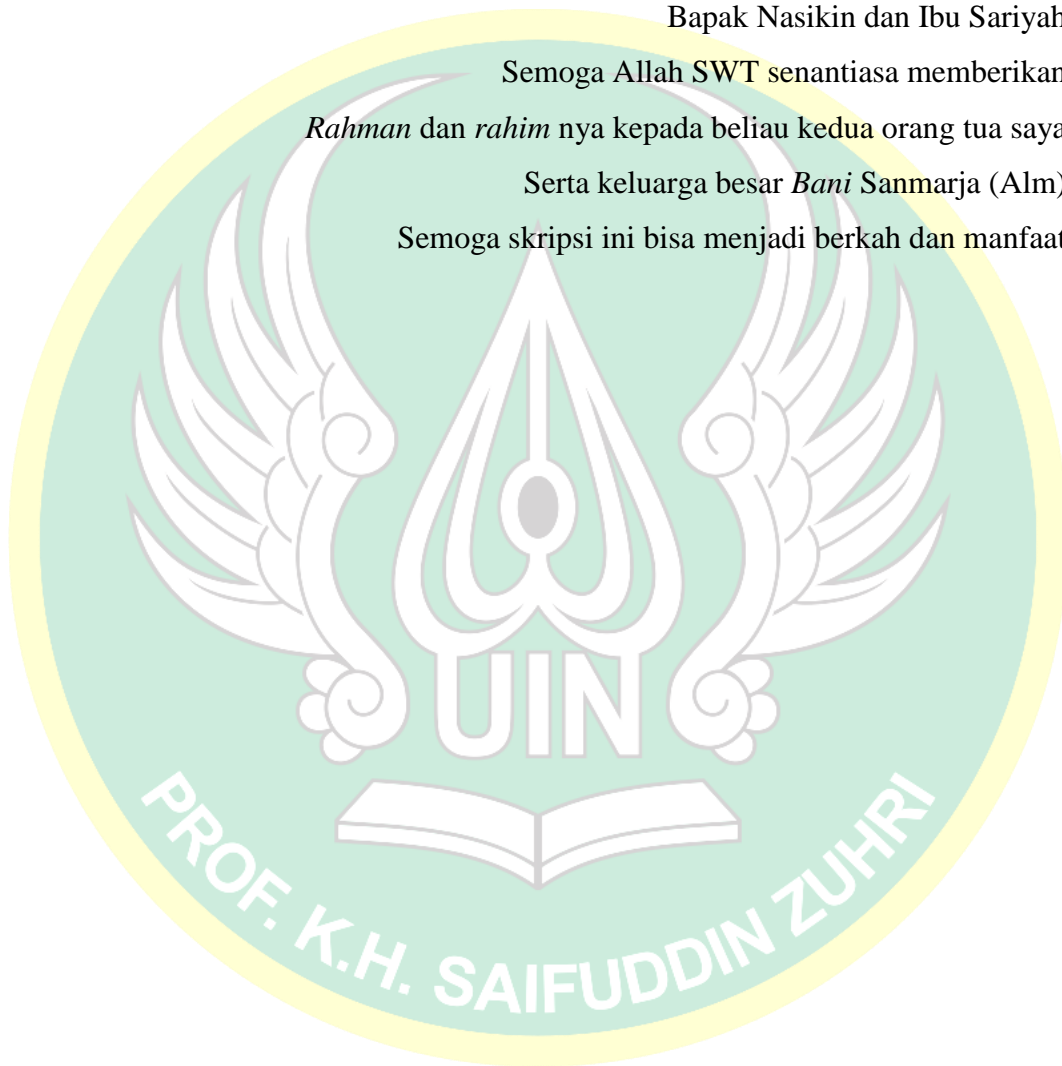 Bapak Nasikin dan Ibu Sariyah
Semoga Allah SWT senantiasa memberikan
Rahman dan rahim nya kepada beliau kedua orang tua saya
Serta keluarga besar Bani Sanmarja (Alm)
Semoga skripsi ini bisa menjadi berkah dan manfaat
UIN
PROF. K.H. SAIFUDDIN ZUHRI